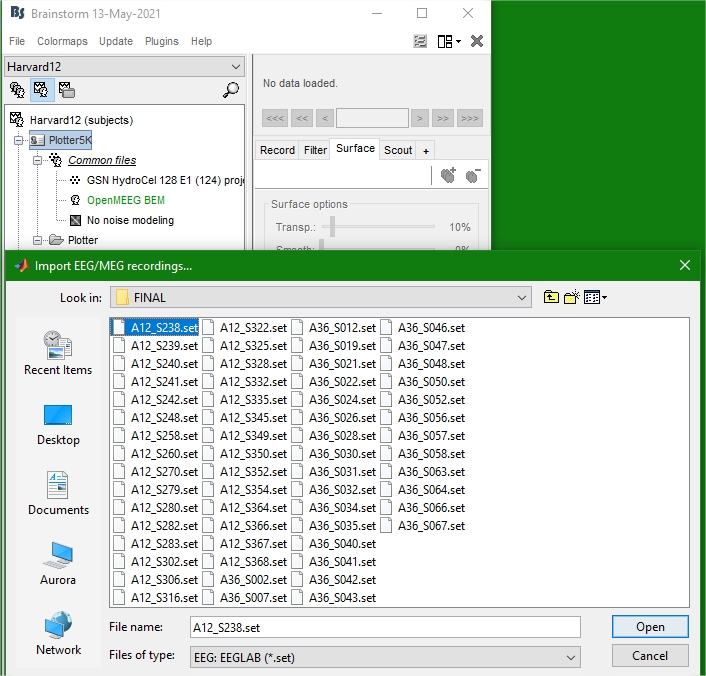 Brainstorm 13-May-2021
File Colormaps Update Plugins Help
Harvard12
No data loaded.
<<< << < > >> >>>
Harvard12 (subjects)
Plotter5K
Record Filter Surface Scout +
Common files
GSN HydroCel 128 E1 (124) proj
OpenMEEG BEM
No noise modeling
Surface options
Transp.: 10%
Plotter
Smooth: 0%
Import EEG/MEG recordings...
Look in: FINAL
Recent Items
Desktop
Documents
Aurora
Network
A12_S238.set A12_S322.set A36_S012.set A36_S046.set
A12_S239.set A12_S325.set A36_S019.set A36_S047.set
A12_S240.set A12_S328.set A36_S021.set A36_S048.set
A12_S241.set A12_S332.set A36_S022.set A36_S050.set
A12_S242.set A12_S335.set A36_S024.set A36_S052.set
A12_S248.set A12_S345.set A36_S026.set A36_S056.set
A12_S258.set A12_S349.set A36_S028.set A36_S057.set
A12_S260.set A12_S350.set A36_S030.set A36_S058.set
A12_S270.set A12_S352.set A36_S031.set A36_S063.set
A12_S279.set A12_S354.set A36_S032.set A36_S064.set
A12_S280.set A12_S364.set A36_S034.set A36_S066.set
A12_S282.set A12_S366.set A36_S035.set A36_S067.set
A12_S283.set A12_S367.set A36_S040.set
A12_S302.set A12_S368.set A36_S041.set
A12_S306.set A36_S002.set A36_S042.set
A12_S316.set A36_S007.set A36_S043.set
File name: A12_S238.set Open
Files of type: EEG: EEGLAB (*.set) Cancel